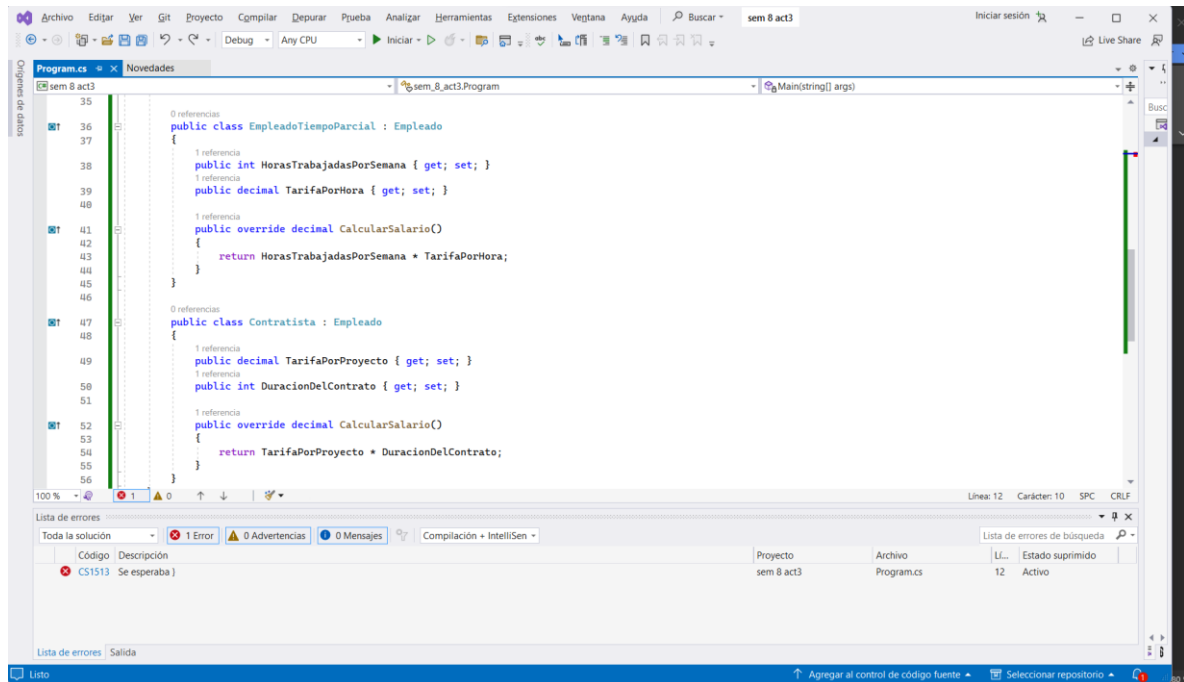 Archivo Editar Ver Git Proyecto Compilar Depurar Prueba Analizar Herramientas Extensiones Ventana Ayuda Buscar sem 8 act3 Iniciar sesión
Debug Any CPU Iniciar Live Share
Orígenes de datos
Program.cs Novedades
sem 8 act3 sem_8_act3.Program Main(string[] args)
Busc
35
0 referencias
36 public class EmpleadoTiempoParcial : Empleado
37 {
1 referencia
38 public int HorasTrabajadasPorSemana { get; set; }
1 referencia
39 public decimal TarifaPorHora { get; set; }
40
1 referencia
41 public override decimal CalcularSalario()
42 {
43 return HorasTrabajadasPorSemana * TarifaPorHora;
44 }
45 }
46
0 referencias
47 public class Contratista : Empleado
48 {
1 referencia
49 public decimal TarifaPorProyecto { get; set; }
1 referencia
50 public int DuracionDelContrato { get; set; }
51
1 referencia
52 public override decimal CalcularSalario()
53 {
54 return TarifaPorProyecto * DuracionDelContrato;
55 }
56 }
100 % 1 0 Línea: 12 Carácter: 10 SPC CRLF
Lista de errores
Toda la solución 1 Error 0 Advertencias 0 Mensajes Compilación + IntelliSen Lista de errores de búsqueda
Código Descripción Proyecto Archivo Lí... Estado suprimido
CS1513 Se esperaba } sem 8 act3 Program.cs 12 Activo
Lista de errores Salida
Listo Agregar al control de código fuente Seleccionar repositorio 1